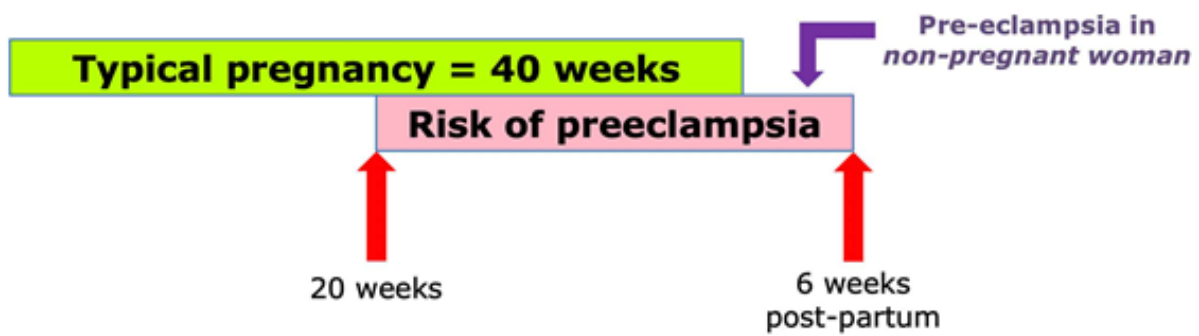 Pre-eclampsia in
non-pregnant woman
Typical pregnancy = 40 weeks
Risk of preeclampsia
20 weeks
6 weeks
post-partum